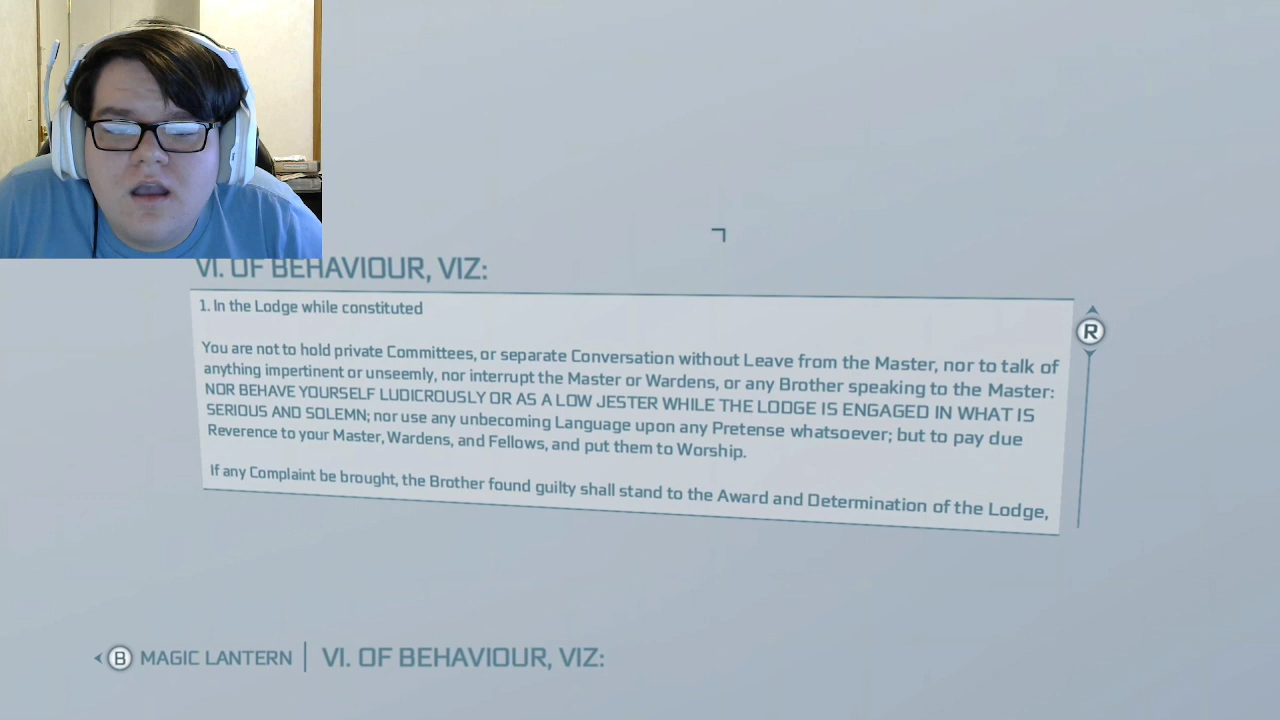 VI. OF BEHAVIOUR, VIZ:
1. In the Lodge while constituted
You are not to hold private Committees, or separate Conversation without Leave from the Master, nor to talk of
anything impertinent or unseemly, nor interrupt the Master or Wardens, or any Brother speaking to the Master:
NOR BEHAVE YOURSELF LUDICROUSLY OR AS A LOW JESTER WHILE THE LODGE IS ENGAGED IN WHAT IS
SERIOUS AND SOLEMN; nor use any unbecoming Language upon any Pretense whatsoever; but to pay due
Reverence to your Master, Wardens, and Fellows, and put them to Worship.
If any Complaint be brought, the Brother found guilty shall stand to the Award and Determination of the Lodge,
R
B MAGIC LANTERN | VI. OF BEHAVIOUR, VIZ: